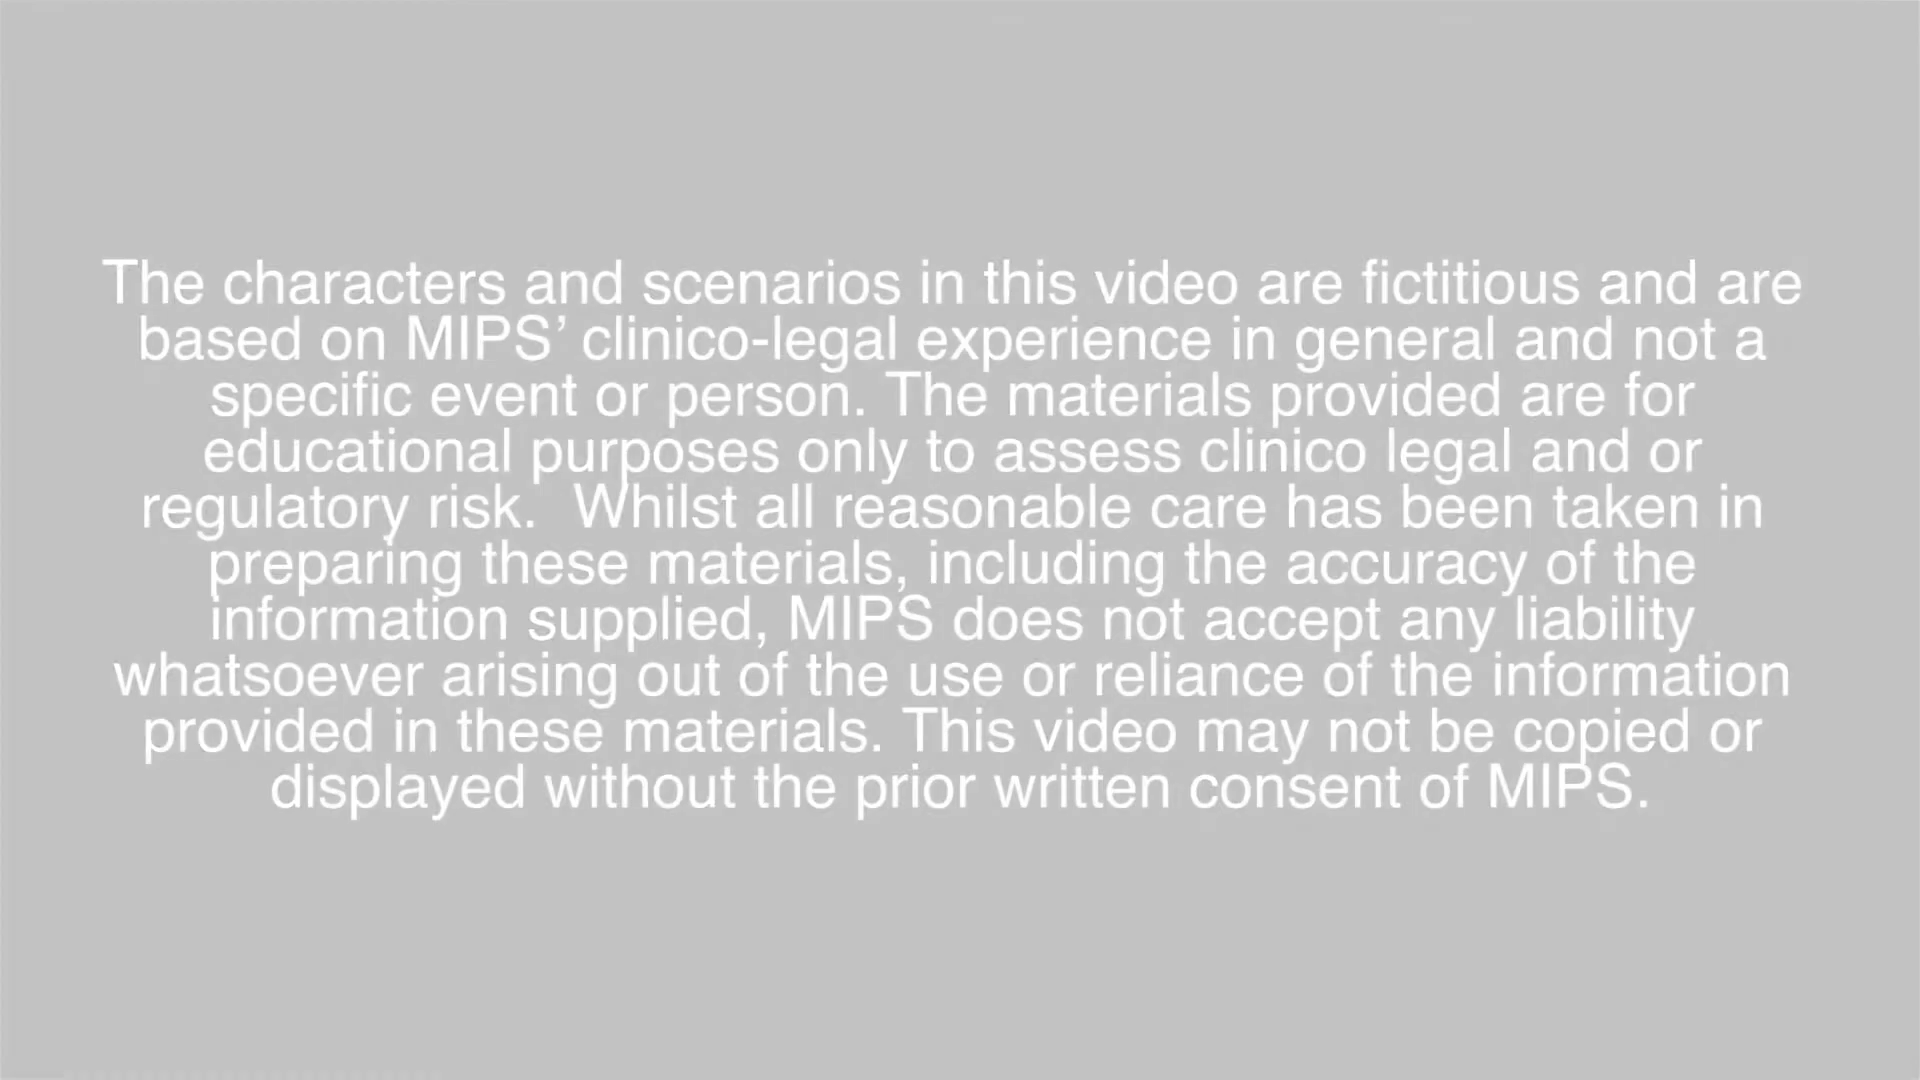 The characters and scenarios in this video are fictitious and are
based on MIPS’ clinico-legal experience in general and not a
specific event or person. The materials provided are for
educational purposes only to assess clinico legal and or
regulatory risk.  Whilst all reasonable care has been taken in
preparing these materials, including the accuracy of the
information supplied, MIPS does not accept any liability
whatsoever arising out of the use or reliance of the information
provided in these materials. This video may not be copied or
displayed without the prior written consent of MIPS.